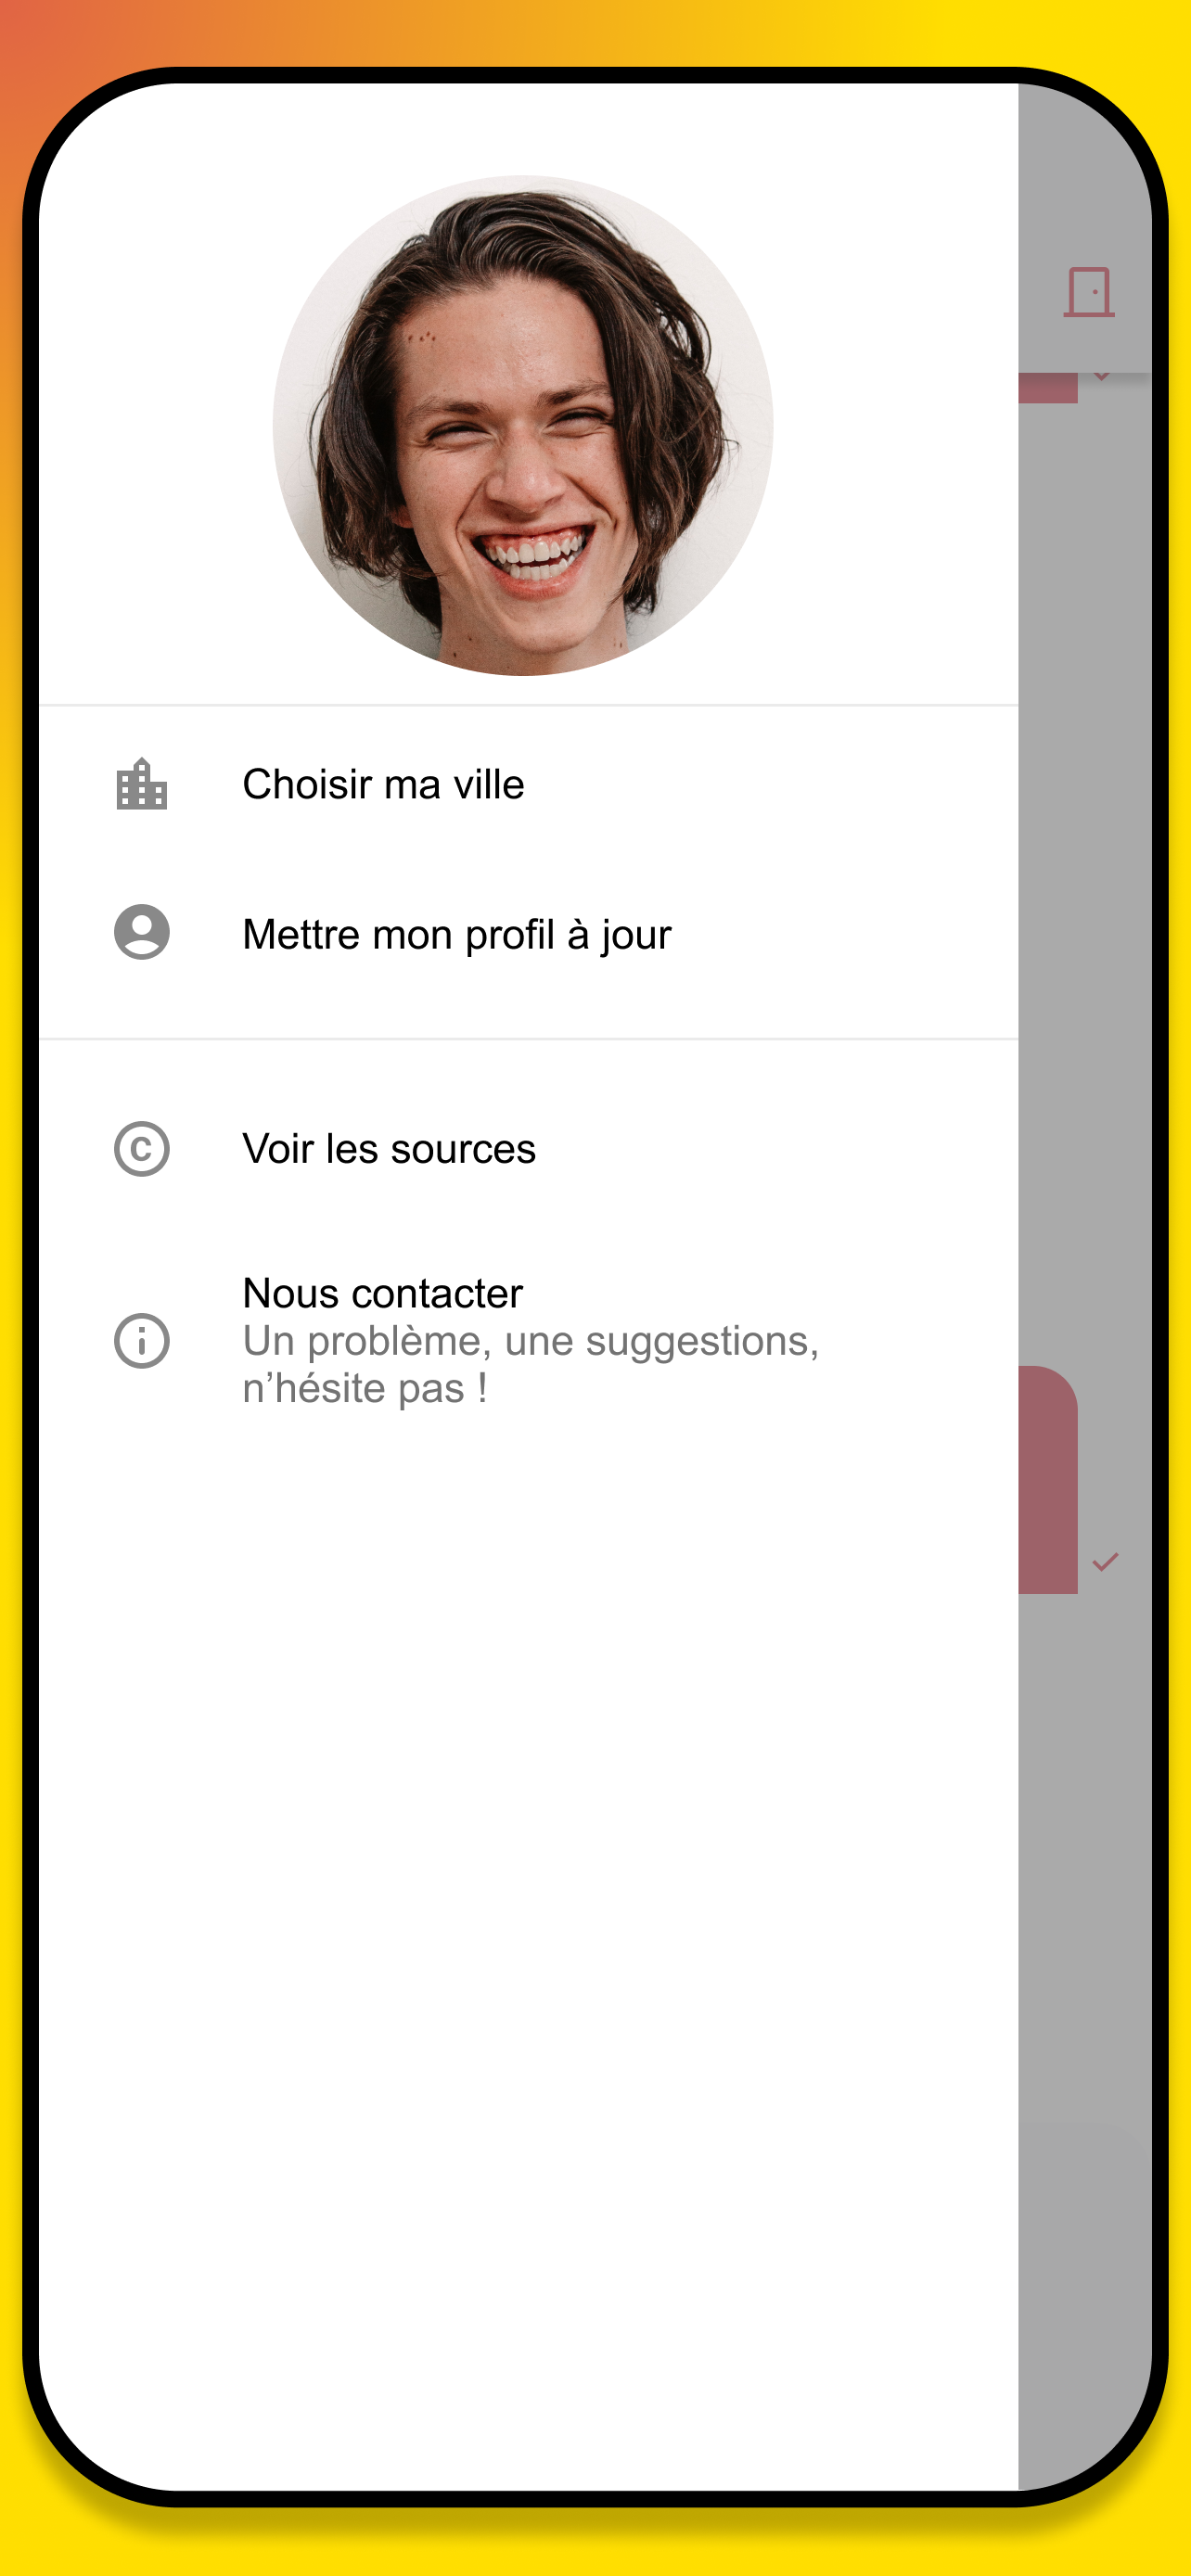 Choisir ma ville
Mettre mon profil à jour
Voir les sources
Nous contacter
Un problème, une suggestions,
n’hésite pas !